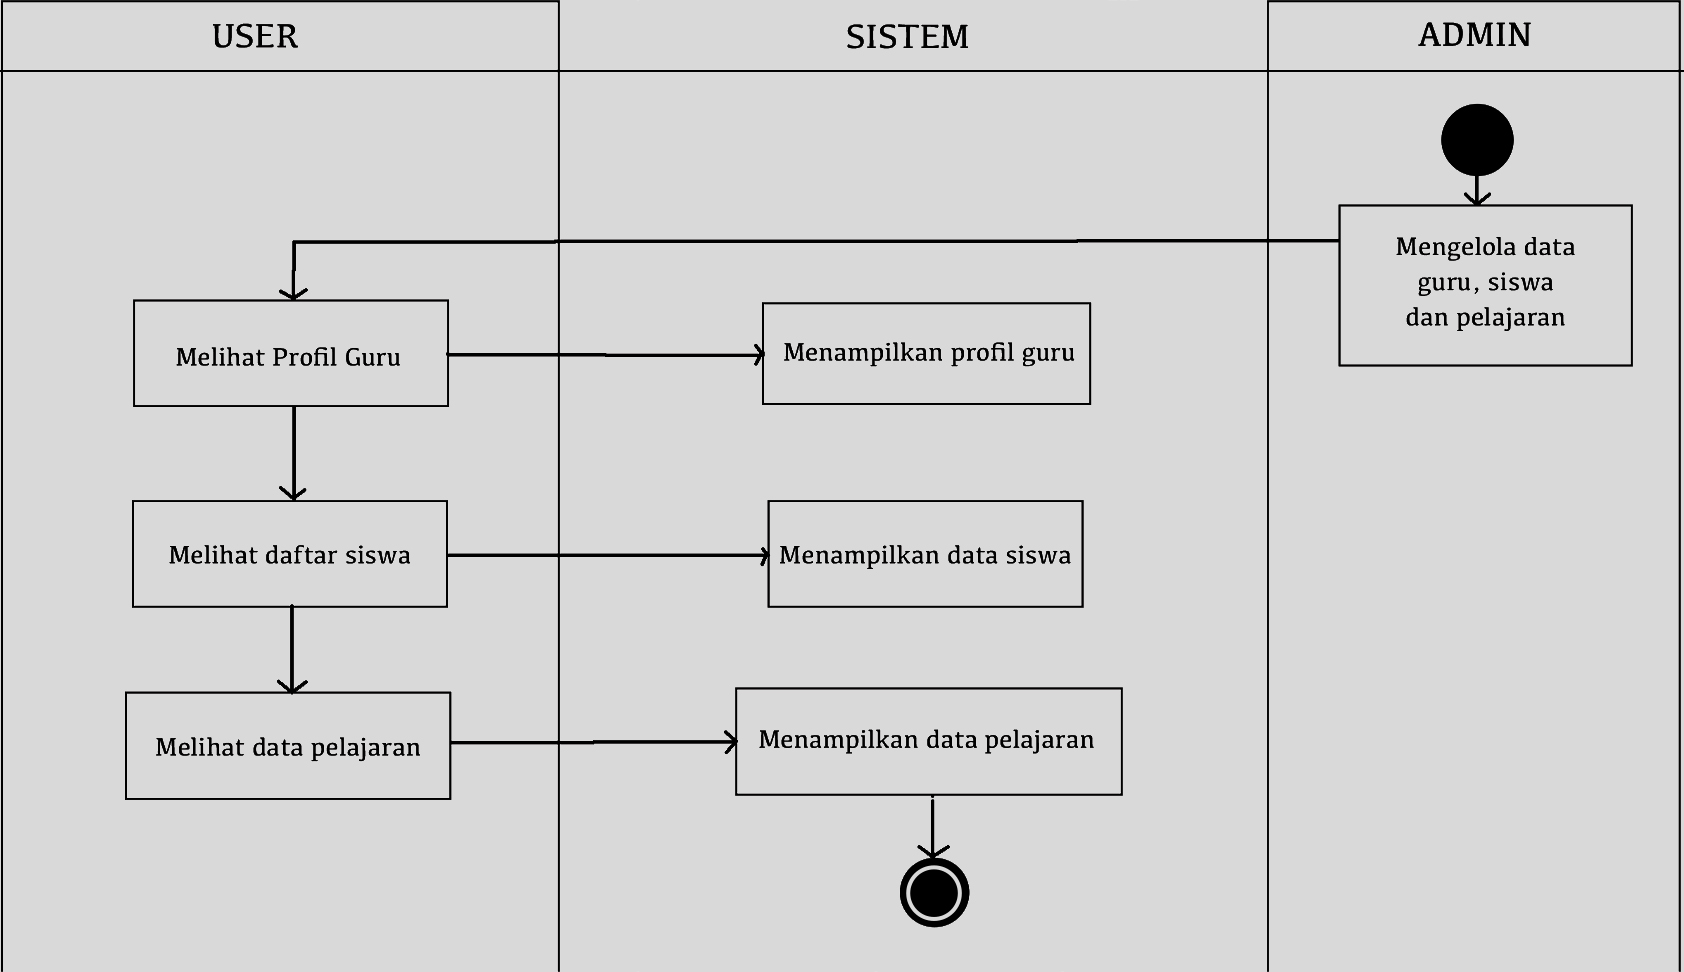 USER
SISTEM
ADMIN
Mengelola data
guru, siswa
dan pelajaran
Melihat Profil Guru
Menampilkan profil guru
Melihat daftar siswa
Menampilkan data siswa
Melihat data pelajaran
Menampilkan data pelajaran